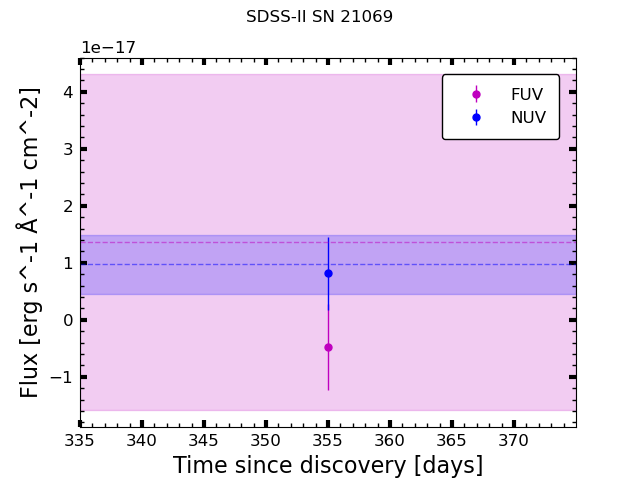 SDSS-II SN 21069
1e−17
4
3
2
1
0
−1
Flux [erg s^-1 Å^-1 cm^-2]
FUV
NUV
335 340 345 350 355 360 365 370
Time since discovery [days]